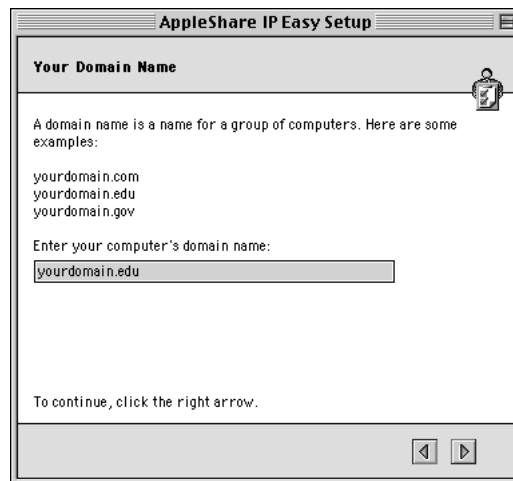 AppleShare IP Easy Setup
Your Domain Name
A domain name is a name for a group of computers. Here are some
examples:
yourdomain.com
yourdomain.edu
yourdomain.gov
Enter your computer's domain name:
yourdomain.edu
To continue, click the right arrow.